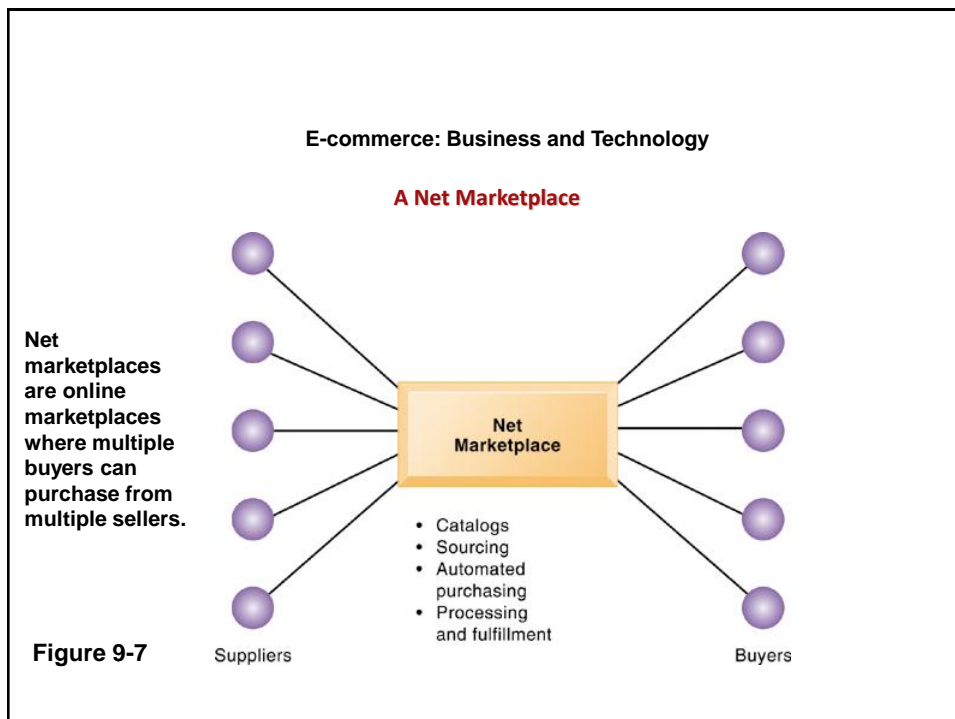 E-commerce: Business and Technology
A Net Marketplace
Net
marketplaces
are online
marketplaces
where multiple
buyers can
purchase from
multiple sellers.
Net
Marketplace
• Catalogs
• Sourcing
• Automated
purchasing
• Processing
and fulfillment
Figure 9-7
Suppliers
Buyers